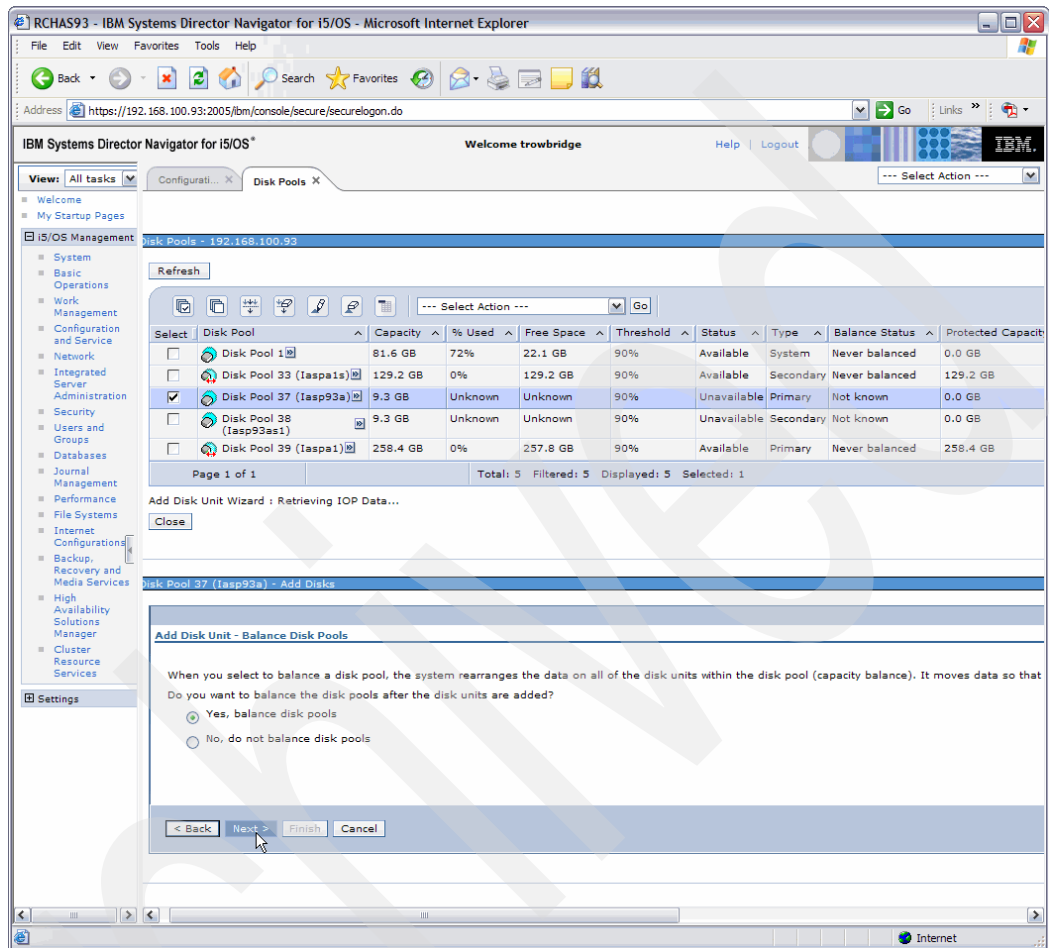 RCHAS93 - IBM Systems Director Navigator for i5/OS - Microsoft Internet Explorer
File Edit View Favorites Tools Help
Back Search Favorites
Address https://192.168.100.93:2005/ibm/console/secure/securelogon.do Go Links »
IBM Systems Director Navigator for i5/OS® Welcome trowbridge Help | Logout IBM.
View: All tasks
Configurati... X Disk Pools X --- Select Action ---
Welcome
My Startup Pages
i5/OS Management
System
Basic
Operations
Work
Management
Configuration
and Service
Network
Integrated
Server
Administration
Security
Users and
Groups
Databases
Journal
Management
Performance
File Systems
Internet
Configurations
Backup,
Recovery and
Media Services
High
Availability
Solutions
Manager
Cluster
Resource
Services
Settings
Disk Pools - 192.168.100.93
Refresh
--- Select Action --- Go
Select Disk Pool Capacity % Used Free Space Threshold Status Type Balance Status Protected Capacity
Disk Pool 1 81.6 GB 72% 22.1 GB 90% Available System Never balanced 0.0 GB
Disk Pool 33 (Iaspa1s) 129.2 GB 0% 129.2 GB 90% Available Secondary Never balanced 129.2 GB
Disk Pool 37 (Iasp93a) 9.3 GB Unknown Unknown 90% Unavailable Primary Not known 0.0 GB
Disk Pool 38
(Iasp93as1) 9.3 GB Unknown Unknown 90% Unavailable Secondary Not known 0.0 GB
Disk Pool 39 (Iaspa1) 258.4 GB 0% 257.8 GB 90% Available Primary Never balanced 258.4 GB
Page 1 of 1 Total: 5 Filtered: 5 Displayed: 5 Selected: 1
Add Disk Unit Wizard : Retrieving IOP Data...
Close
Disk Pool 37 (Iasp93a) - Add Disks
Add Disk Unit - Balance Disk Pools
When you select to balance a disk pool, the system rearranges the data on all of the disk units within the disk pool (capacity balance). It moves data so that
Do you want to balance the disk pools after the disk units are added?
Yes, balance disk pools
No, do not balance disk pools
< Back Next > Finish Cancel
Internet